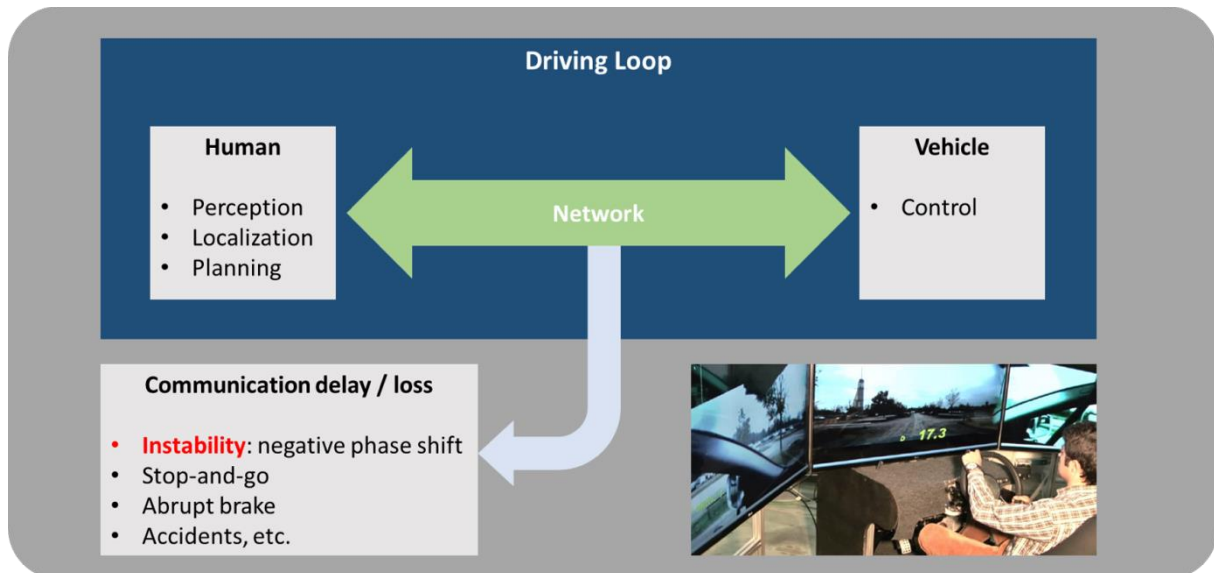 Driving Loop
Human
• Perception
• Localization
• Planning
Network
Vehicle
• Control
Communication delay / loss
• Instability: negative phase shift
• Stop-and-go
• Abrupt brake
• Accidents, etc.
17.3